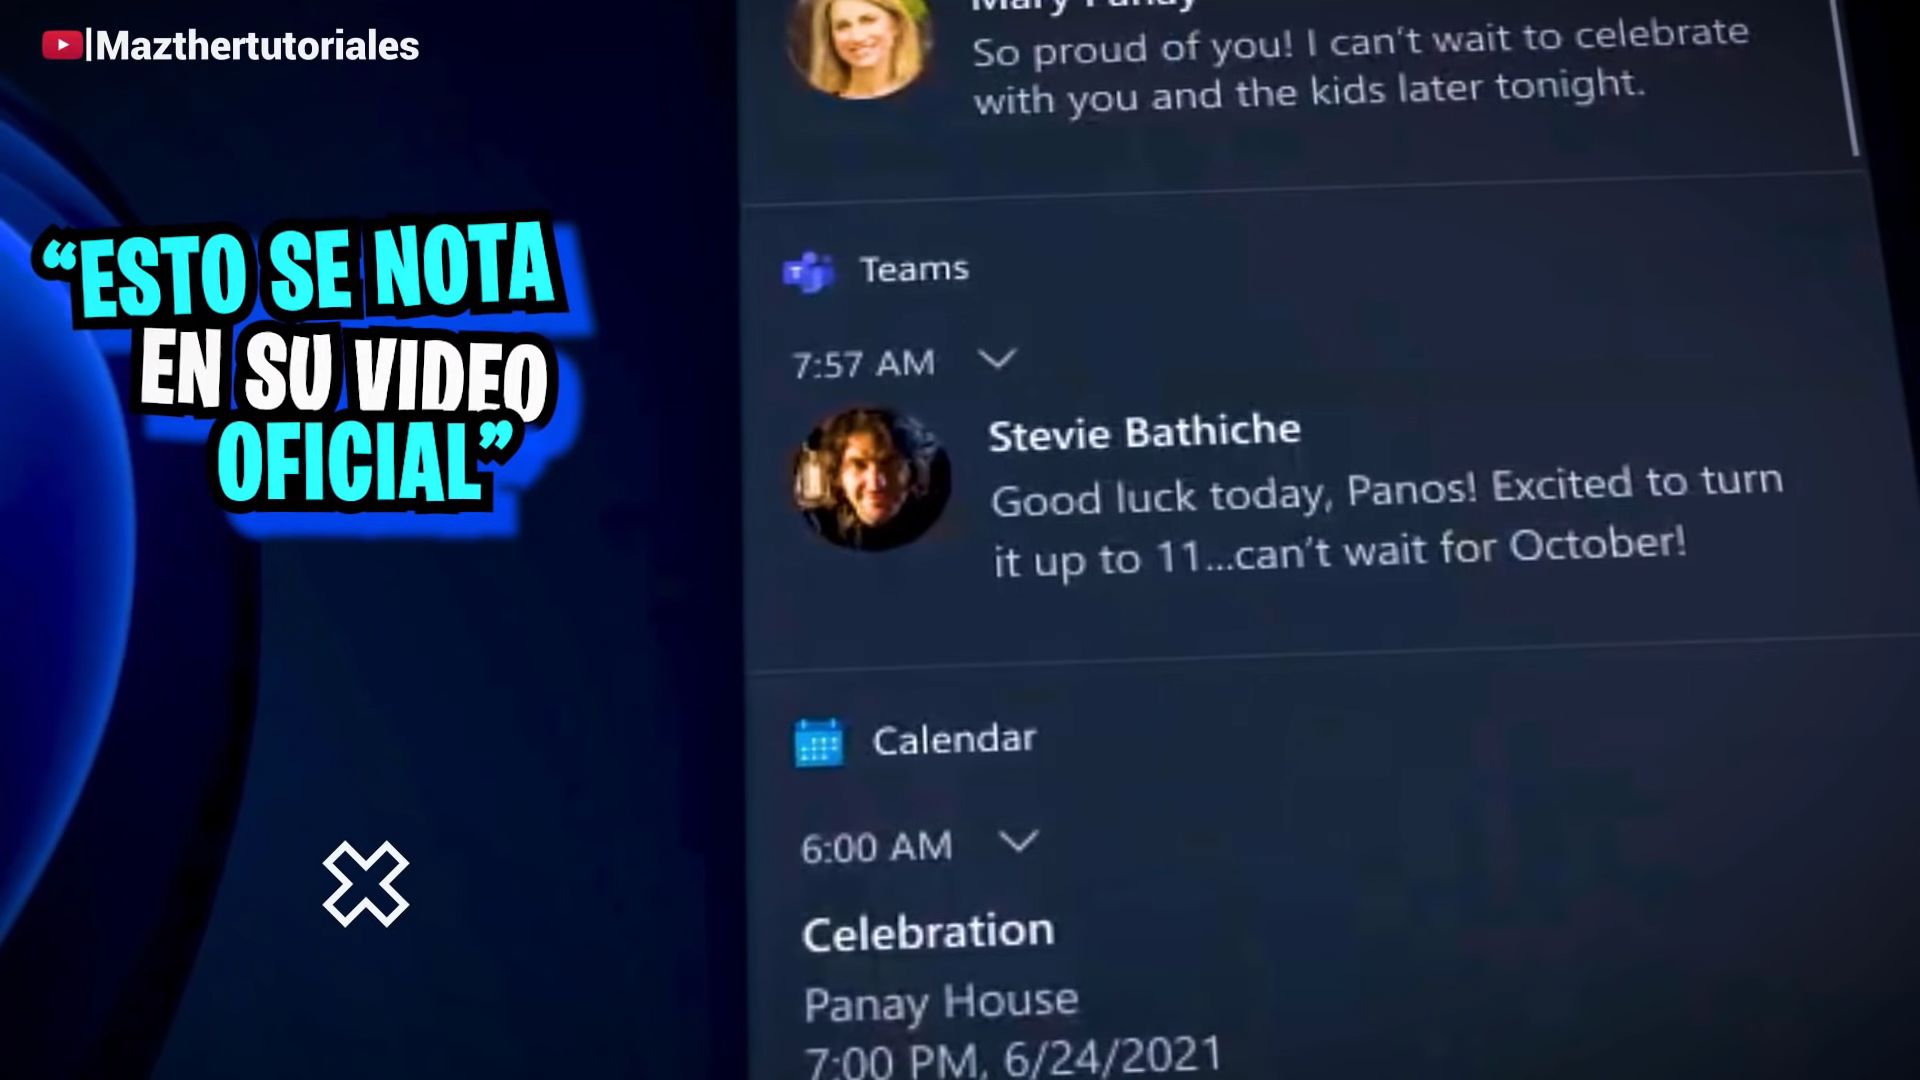 |Mazthertutoriales
“ESTO SE NOTA
EN SU VIDEO
OFICIAL”
Mary Panay
So proud of you! I can't wait to celebrate
with you and the kids later tonight.
Teams
7:57 AM
Stevie Bathiche
Good luck today, Panos! Excited to turn
it up to 11...can't wait for October!
Calendar
6:00 AM
Celebration
Panay House
7:00 PM, 6/24/2021